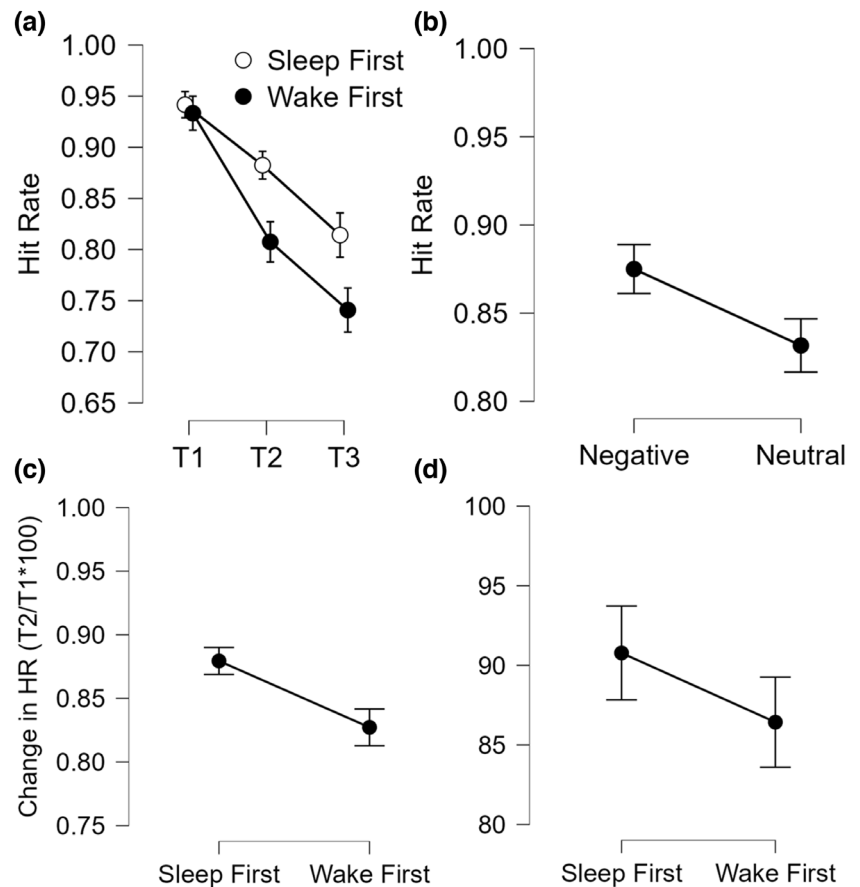 (a)
1.00
0.95
0.90
0.85
0.80
0.75
0.70
0.65
Hit Rate
Sleep First
Wake First
T1 T2 T3
(b)
1.00
0.95
0.90
0.85
0.80
Hit Rate
Negative Neutral
(c)
1.00
0.95
0.90
0.85
0.80
0.75
Change in HR (T2/T1*100)
Sleep First Wake First
(d)
100
95
90
85
80
Sleep First Wake First